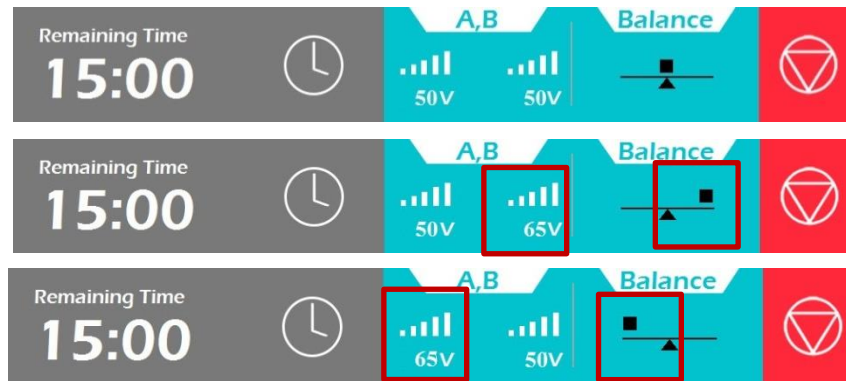 Remaining Time
15:00
A,B
50V 50V
Balance
Remaining Time
15:00
A,B
50V 65V
Balance
Remaining Time
15:00
A,B
65V 50V
Balance